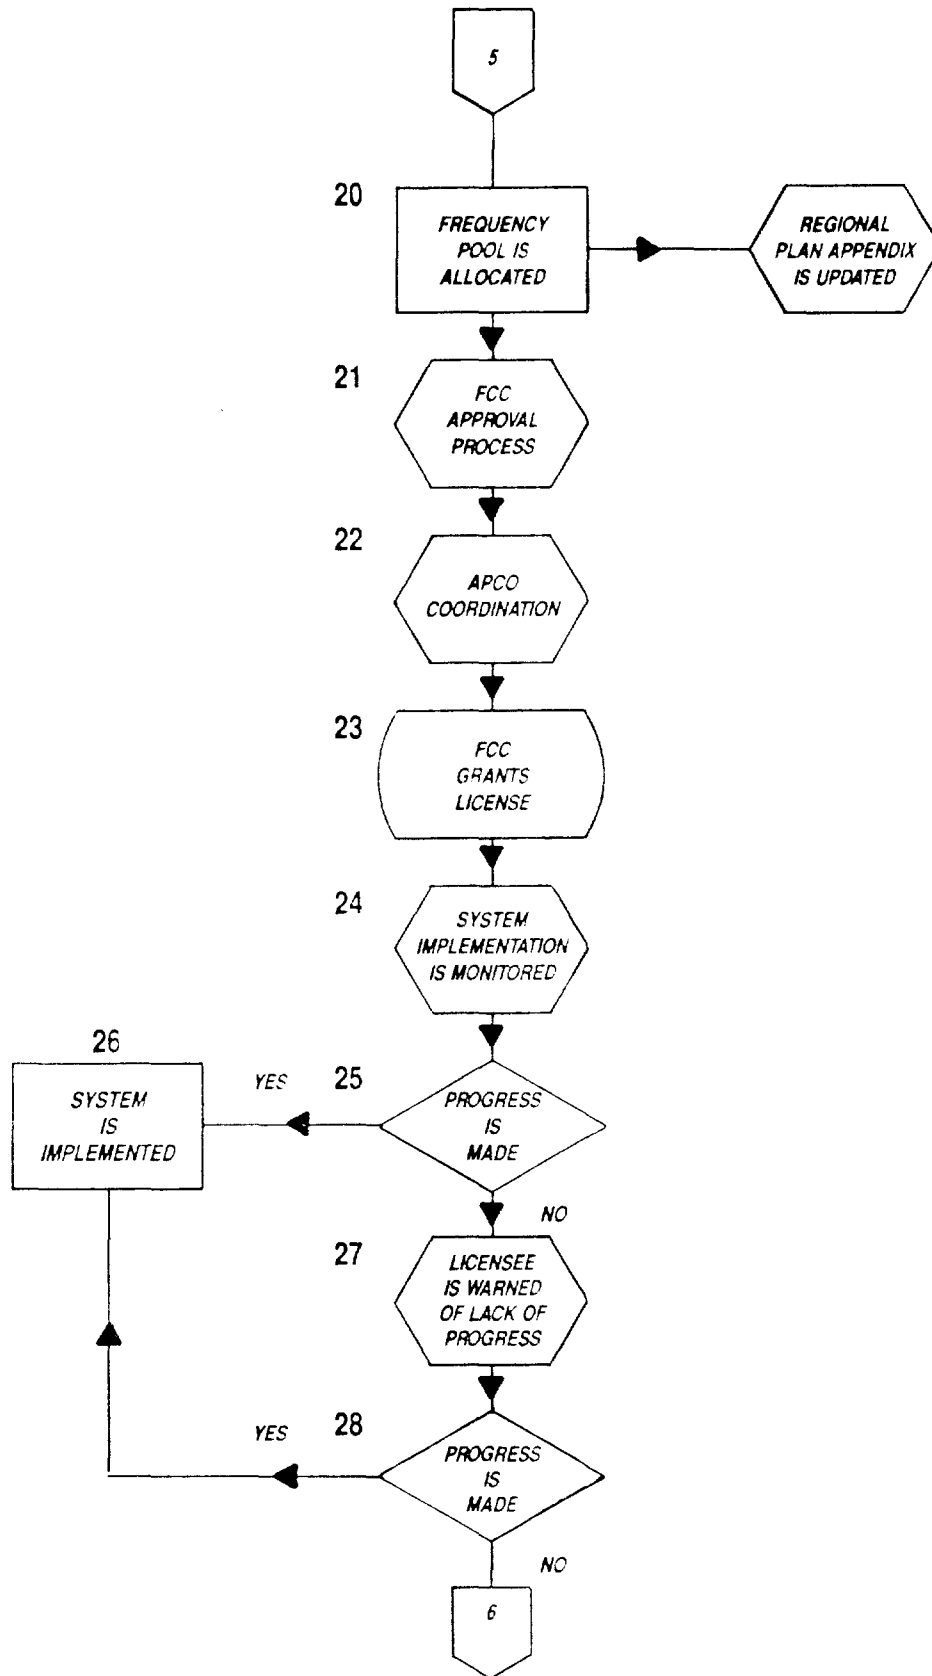 5
20
FREQUENCY
POOL IS
ALLOCATED
REGIONAL
PLAN APPENDIX
IS UPDATED
21
FCC
APPROVAL
PROCESS
22
APCO
COORDINATION
23
FCC
GRANTS
LICENSE
24
SYSTEM
IMPLEMENTATION
IS MONITORED
25
PROGRESS
IS
MADE
YES
26
SYSTEM
IS
IMPLEMENTED
NO
27
LICENSEE
IS WARNED
OF LACK OF
PROGRESS
28
PROGRESS
IS
MADE
YES
NO
6